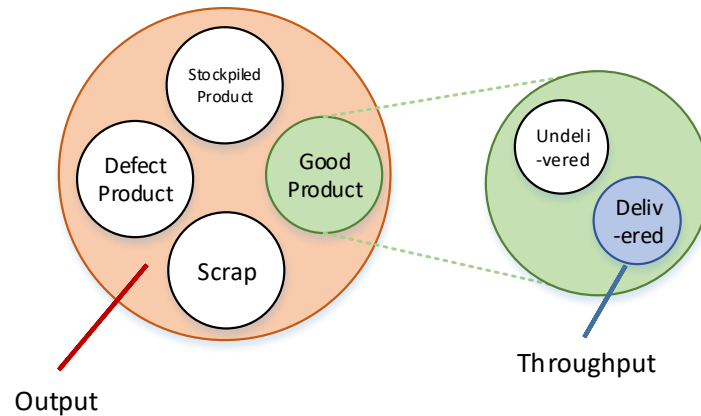 Stockpiled
Product
Defect
Product
Good
Product
Scrap
Undeli
-vered
Deliv
-ered
Throughput
Output